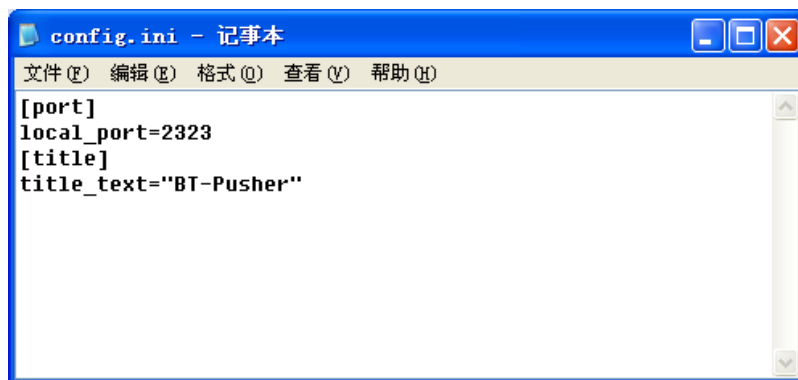 config.ini - 记事本
文件(F) 编辑(E) 格式(O) 查看(V) 帮助(H)
[port]
local_port=2323
[title]
title_text="BT-Pusher"